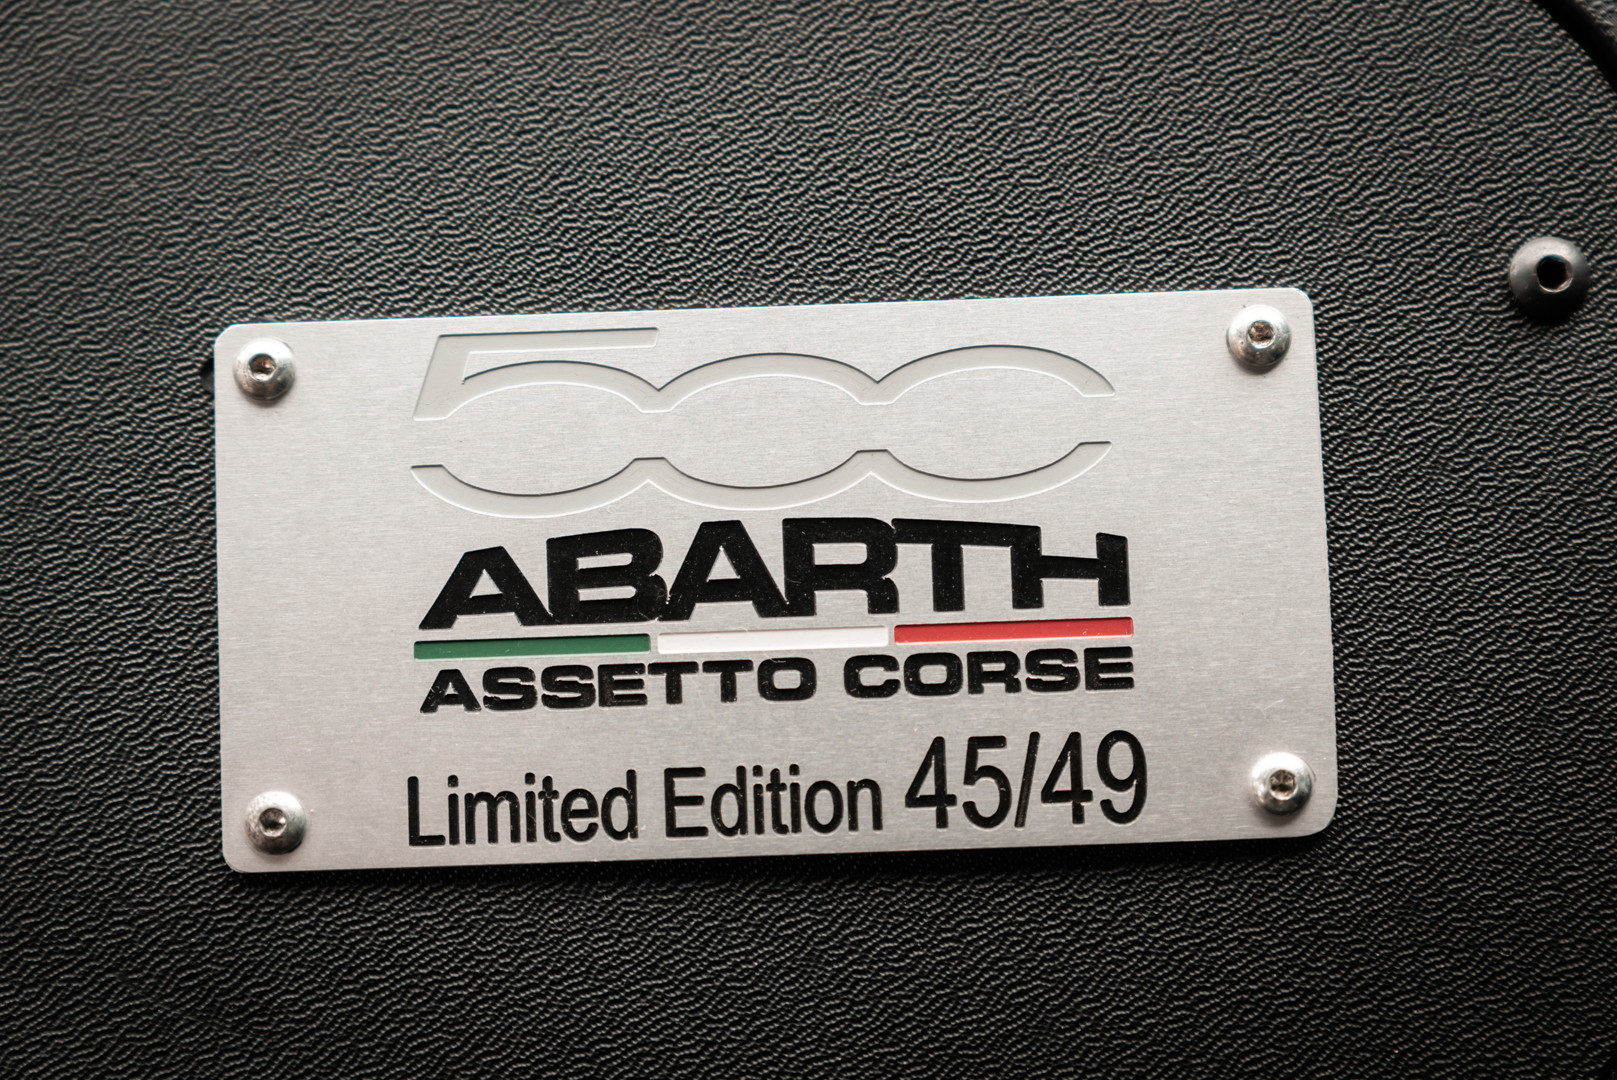 500
ABARTH
ASSETTO CORSE
Limited Edition 45/49